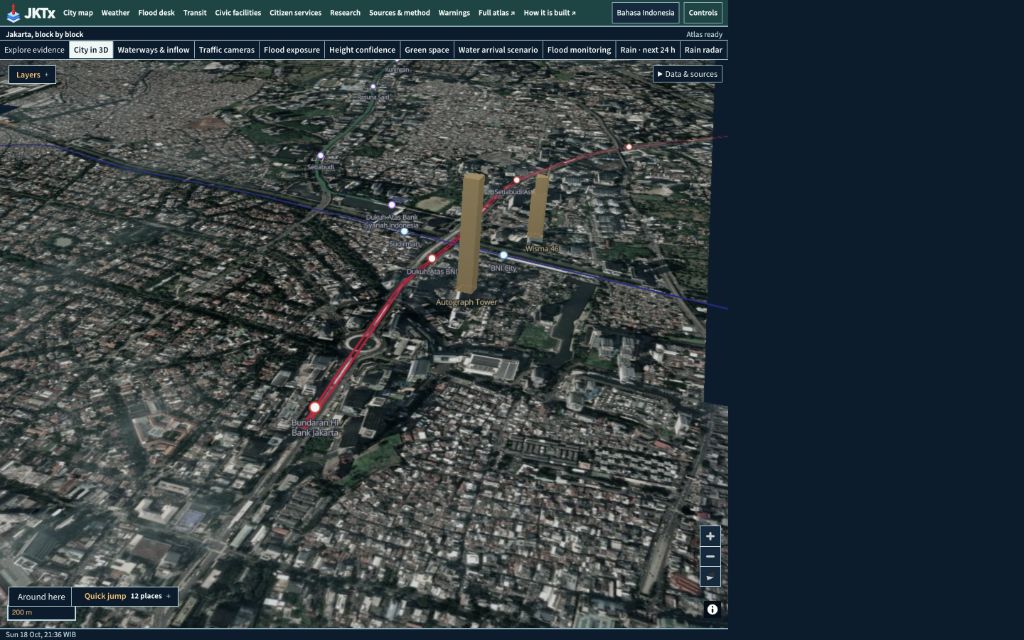 JKTx City map Weather Flood desk Transit Civic facilities Citizen services Research Sources & method Warnings Full atlas ↗ How it is built ↗ Bahasa Indonesia Controls
Jakarta, block by block Atlas ready
Explore evidence City in 3D Waterways & inflow Traffic cameras Flood exposure Height confidence Green space Water arrival scenario Flood monitoring Rain · next 24 h Rain radar
Layers +
▶ Data & sources
Setiabudi
Dukuh Atas Bank
Syariah Indonesia
Sudirman
Dukuh Atas BNI
BNI City
Wisma 46
Autograph Tower
Bundaran HI
Bank Jakarta
Around here
Quick jump 12 places +
200 m
Sun 18 Oct, 21:36 WIB